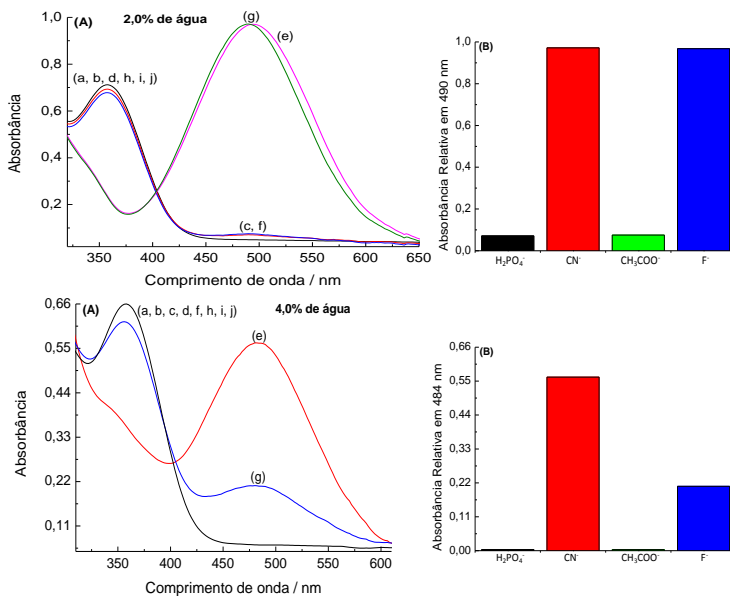 (A) 2,0% de água
(g)
(e)
(a, b, d, h, i, j)
(c, f)
1,0
0,8
0,6
0,4
0,2
350 400 450 500 550 600 650
Absorbância
Comprimento de onda / nm
(B)
1,0
0,8
0,6
0,4
0,2
0,0
H₂PO₄⁻ CN⁻ CH₃COO⁻ F⁻
Absorbância Relativa em 490 nm
(A) (a, b, c, d, f, h, i, j) 4,0% de água
(e)
(g)
0,66
0,55
0,44
0,33
0,22
0,11
350 400 450 500 550 600
Absorbância
Comprimento de onda / nm
(B)
0,66
0,55
0,44
0,33
0,22
0,11
0,00
H₂PO₄⁻ CN⁻ CH₃COO⁻ F⁻
Absorbância Relativa em 484 nm